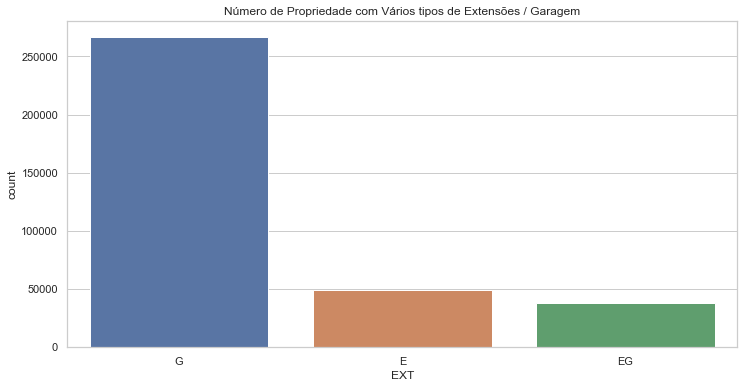 Número de Propriedade com Vários tipos de Extensões / Garagem
250000
200000
150000
100000
50000
0
count
G E EG
EXT